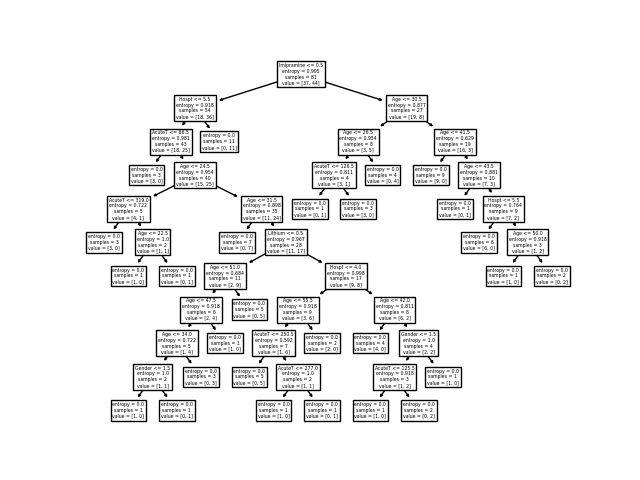 Imipramine <= 0.5
entropy = 0.995
samples = 81
value = [37, 44]
Hospt <= 5.5
entropy = 0.918
samples = 54
value = [18, 36]
Age <= 30.5
entropy = 0.877
samples = 27
value = [19, 8]
AcuteT <= 66.5
entropy = 0.981
samples = 43
value = [18, 25]
entropy = 0.0
samples = 11
value = [0, 11]
Age <= 26.5
entropy = 0.954
samples = 8
value = [3, 5]
Age <= 41.5
entropy = 0.629
samples = 19
value = [16, 3]
entropy = 0.0
samples = 3
value = [3, 0]
Age <= 24.5
entropy = 0.954
samples = 40
value = [15, 25]
AcuteT <= 126.5
entropy = 0.811
samples = 4
value = [3, 1]
entropy = 0.0
samples = 4
value = [0, 4]
entropy = 0.0
samples = 9
value = [9, 0]
Age <= 43.5
entropy = 0.881
samples = 10
value = [7, 3]
AcuteT <= 319.0
entropy = 0.722
samples = 5
value = [4, 1]
Age <= 31.5
entropy = 0.898
samples = 35
value = [11, 24]
entropy = 0.0
samples = 1
value = [0, 1]
entropy = 0.0
samples = 3
value = [3, 0]
entropy = 0.0
samples = 1
value = [0, 1]
Hospt <= 5.5
entropy = 0.764
samples = 9
value = [7, 2]
entropy = 0.0
samples = 3
value = [3, 0]
Age <= 22.5
entropy = 1.0
samples = 2
value = [1, 1]
entropy = 0.0
samples = 7
value = [0, 7]
Lithium <= 0.5
entropy = 0.967
samples = 28
value = [11, 17]
entropy = 0.0
samples = 6
value = [6, 0]
Age <= 50.0
entropy = 0.918
samples = 3
value = [1, 2]
entropy = 0.0
samples = 1
value = [1, 0]
entropy = 0.0
samples = 1
value = [0, 1]
Age <= 51.0
entropy = 0.684
samples = 11
value = [2, 9]
Hospt <= 4.0
entropy = 0.998
samples = 17
value = [9, 8]
entropy = 0.0
samples = 1
value = [1, 0]
entropy = 0.0
samples = 2
value = [0, 2]
Age <= 47.5
entropy = 0.918
samples = 6
value = [2, 4]
entropy = 0.0
samples = 5
value = [0, 5]
Age <= 55.5
entropy = 0.918
samples = 9
value = [3, 6]
Age <= 42.0
entropy = 0.811
samples = 8
value = [6, 2]
Age <= 34.0
entropy = 0.722
samples = 5
value = [1, 4]
entropy = 0.0
samples = 1
value = [1, 0]
AcuteT <= 250.5
entropy = 0.592
samples = 7
value = [1, 6]
entropy = 0.0
samples = 2
value = [2, 0]
entropy = 0.0
samples = 4
value = [4, 0]
Gender <= 1.5
entropy = 1.0
samples = 4
value = [2, 2]
Gender <= 1.5
entropy = 1.0
samples = 2
value = [1, 1]
entropy = 0.0
samples = 3
value = [0, 3]
entropy = 0.0
samples = 5
value = [0, 5]
AcuteT <= 277.0
entropy = 1.0
samples = 2
value = [1, 1]
AcuteT <= 125.5
entropy = 0.918
samples = 3
value = [1, 2]
entropy = 0.0
samples = 1
value = [1, 0]
entropy = 0.0
samples = 1
value = [1, 0]
entropy = 0.0
samples = 1
value = [0, 1]
entropy = 0.0
samples = 1
value = [1, 0]
entropy = 0.0
samples = 1
value = [0, 1]
entropy = 0.0
samples = 1
value = [1, 0]
entropy = 0.0
samples = 2
value = [0, 2]